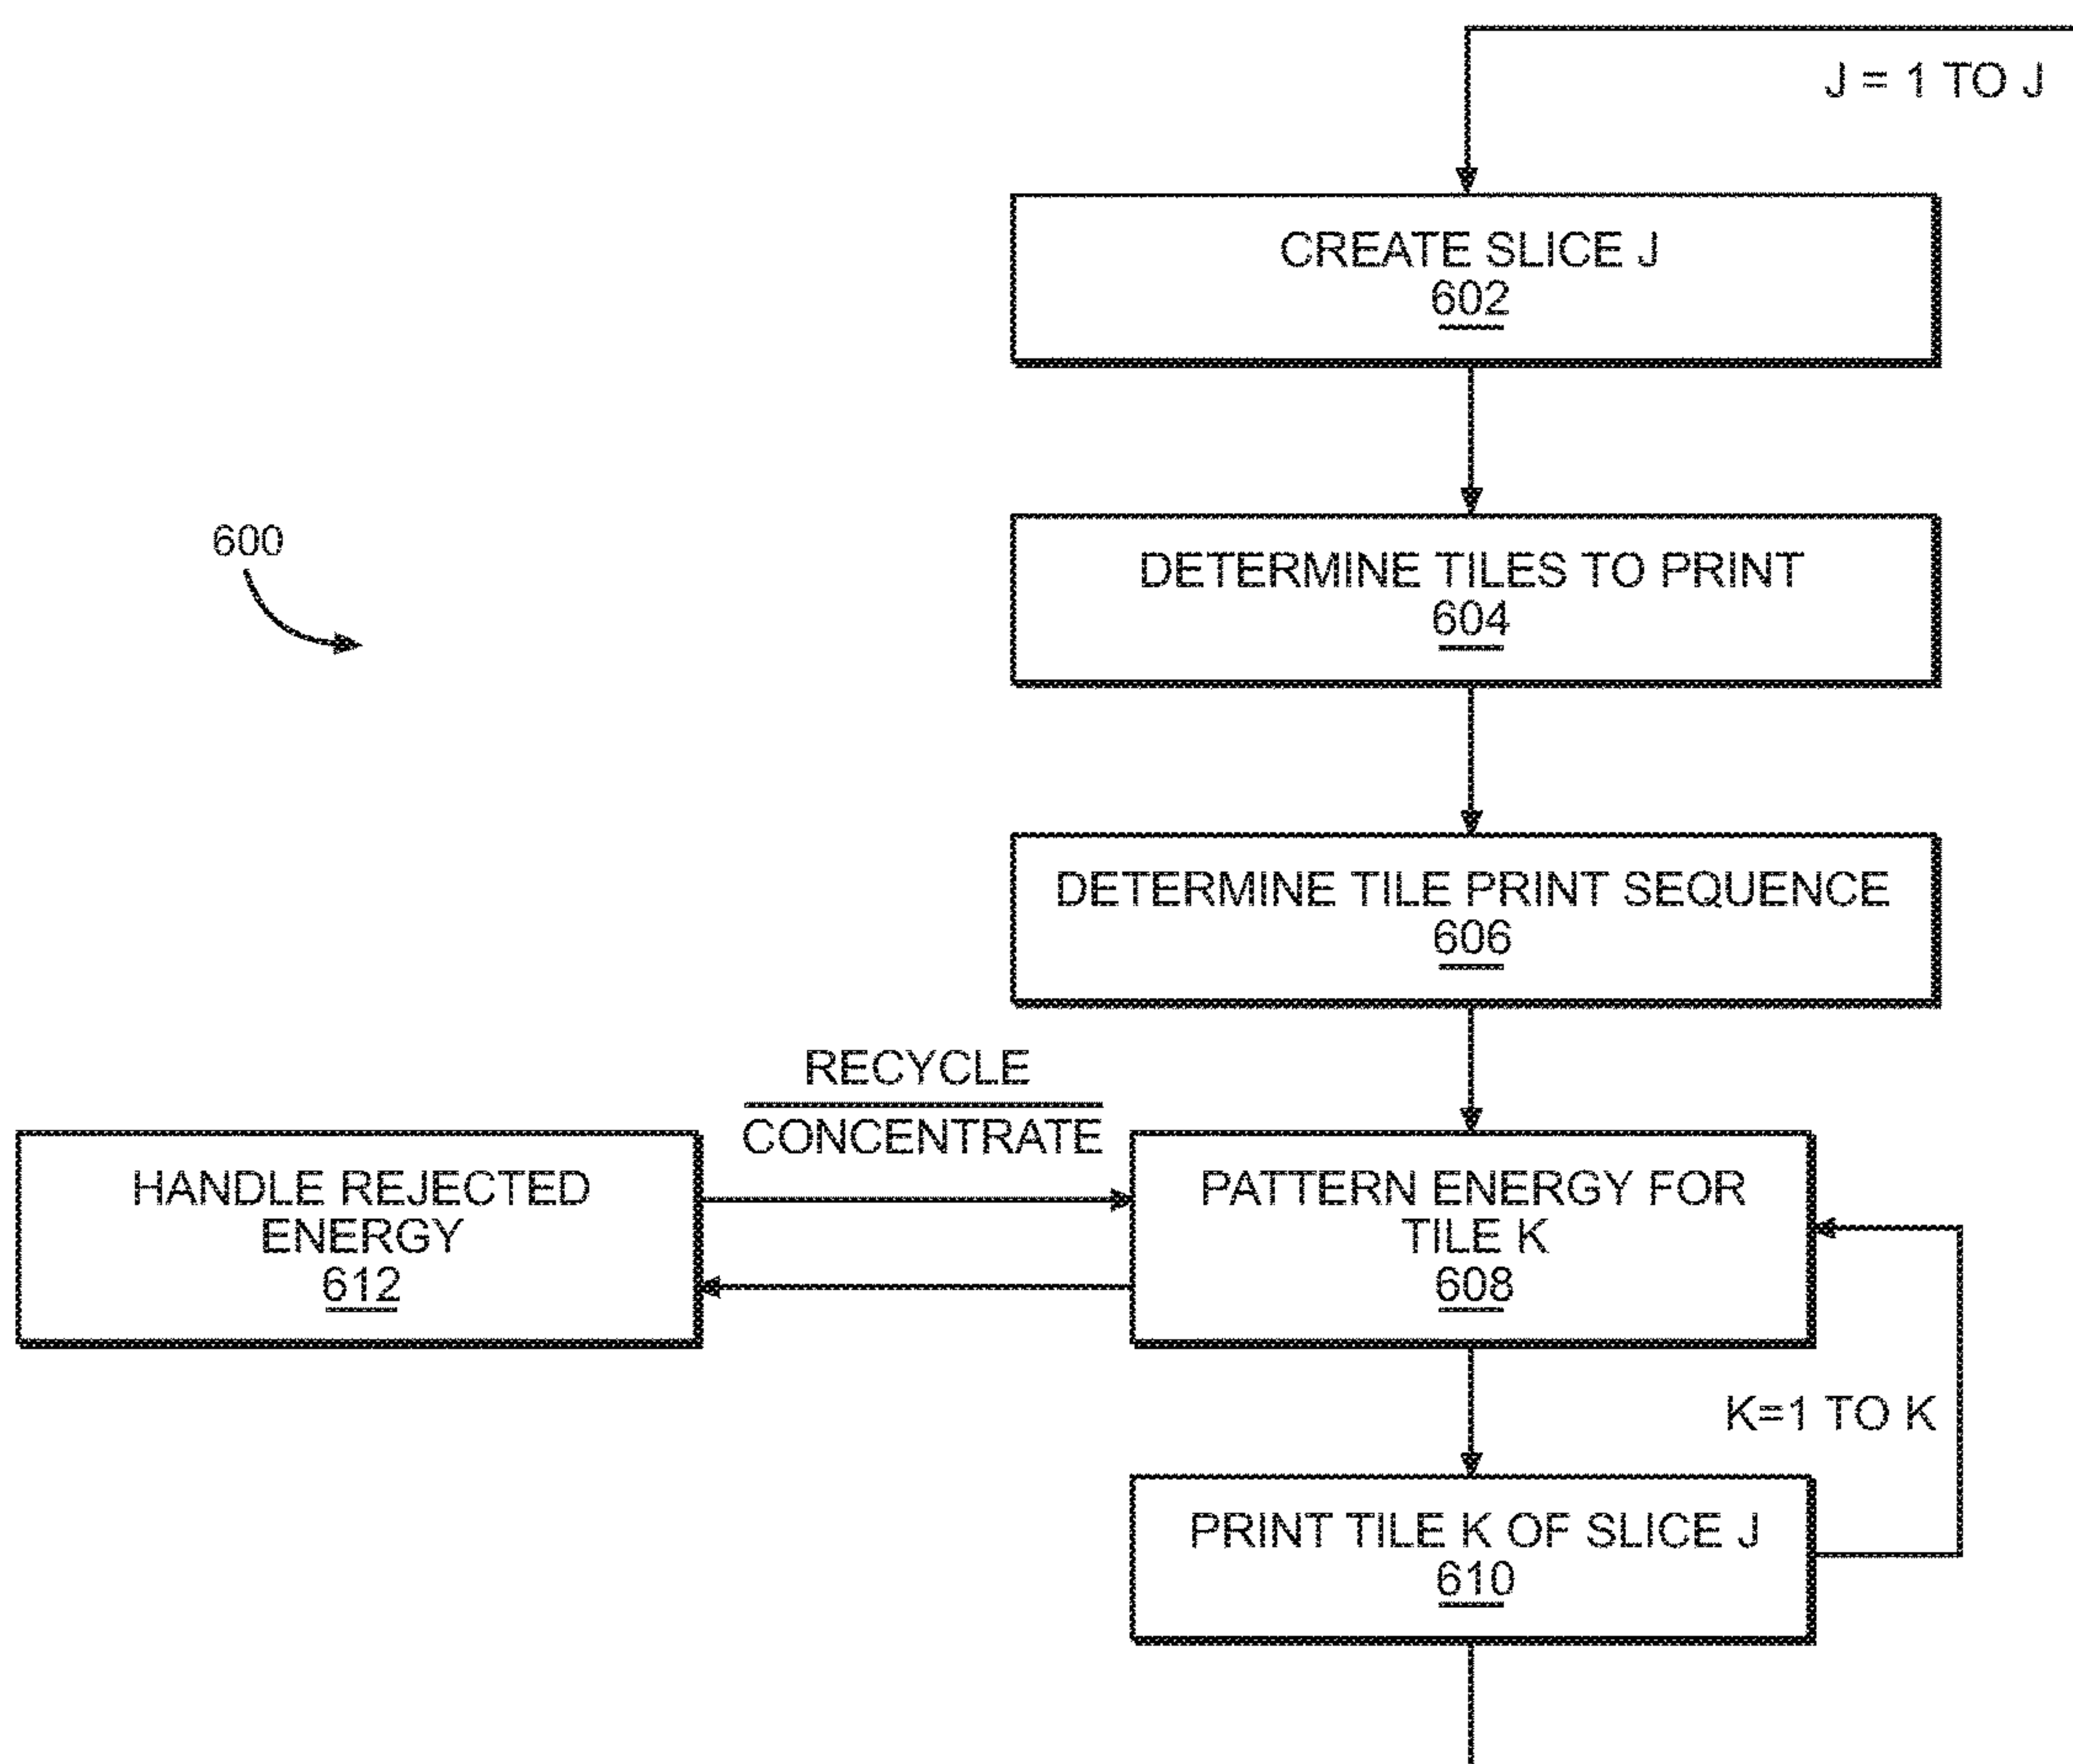 J = 1 TO J
CREATE SLICE J
602
600
DETERMINE TILES TO PRINT
604
DETERMINE TILE PRINT SEQUENCE
606
RECYCLE
CONCENTRATE
HANDLE REJECTED
ENERGY
612
PATTERN ENERGY FOR
TILE K
608
K=1 TO K
PRINT TILE K OF SLICE J
610